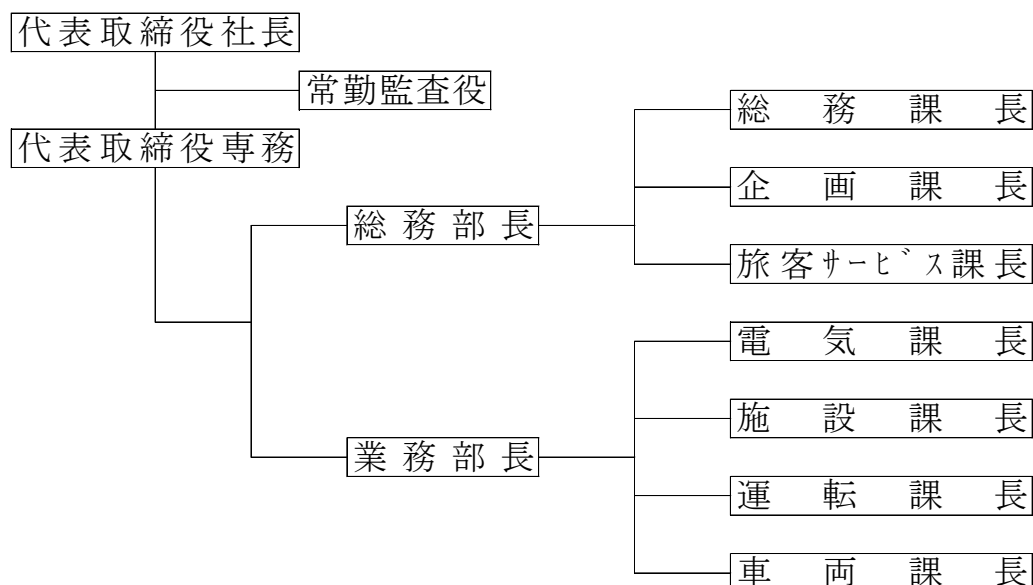 代表取締役社長
常勤監査役
代表取締役専務
総務部長
総務課長
企画課長
旅客サービス課長
業務部長
電気課長
施設課長
運転課長
車両課長